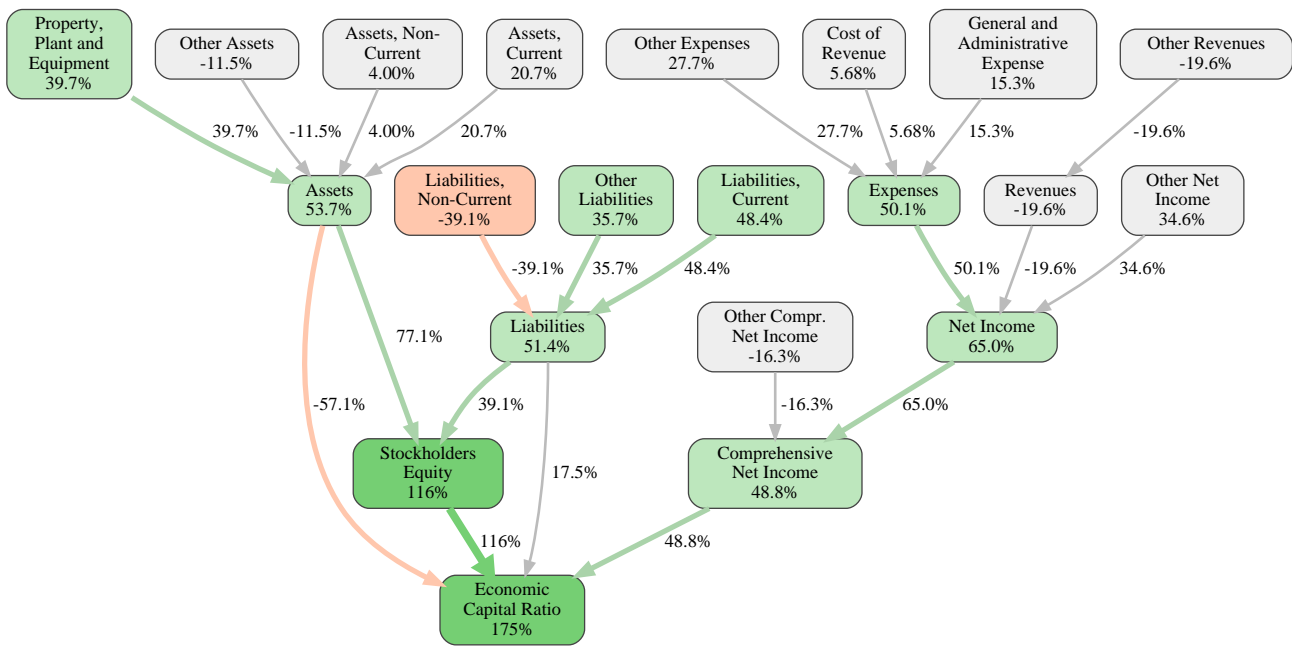 Property,
Plant and
Equipment
39.7%
Other Assets
-11.5%
Assets, Non-
Current
4.00%
Assets,
Current
20.7%
Other Expenses
27.7%
Cost of
Revenue
5.68%
General and
Administrative
Expense
15.3%
Other Revenues
-19.6%
39.7%
-11.5%
4.00%
20.7%
27.7%
5.68%
15.3%
-19.6%
Assets
53.7%
Liabilities,
Non-Current
-39.1%
Other
Liabilities
35.7%
Liabilities,
Current
48.4%
Expenses
50.1%
Revenues
-19.6%
Other Net
Income
34.6%
-39.1%
35.7%
48.4%
50.1%
-19.6%
34.6%
Liabilities
51.4%
Other Compr.
Net Income
-16.3%
Net Income
65.0%
77.1%
-57.1%
39.1%
-16.3%
65.0%
Stockholders
Equity
116%
17.5%
Comprehensive
Net Income
48.8%
116%
48.8%
Economic
Capital Ratio
175%